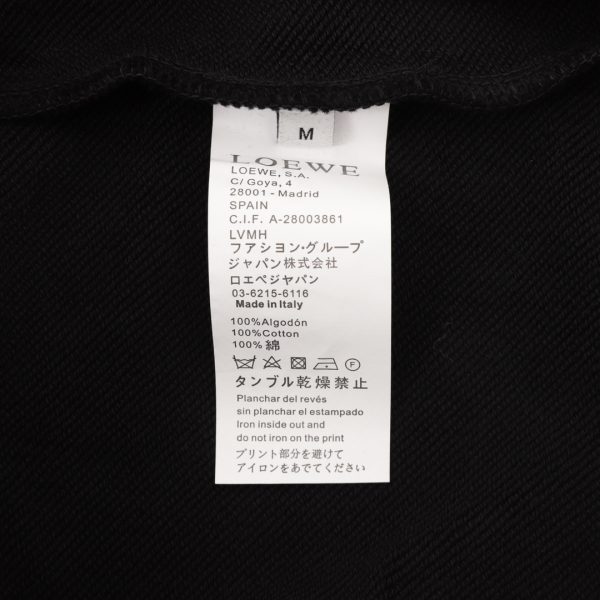 M
LOEWE
LOEWE, S.A.
C/ Goya, 4
28001 - Madrid
SPAIN
C.I.F. A-28003861
LVMH
ファション・グループ
ジャパン株式会社
ロエベジャパン
03-6215-6116
Made in Italy
100%Algodón
100%Cotton
100% 綿
F
タンブル乾燥禁止
Planchar del revés
sin planchar el estampado
Iron inside out and
do not iron on the print
プリント部分を避けて
アイロンをあでてください